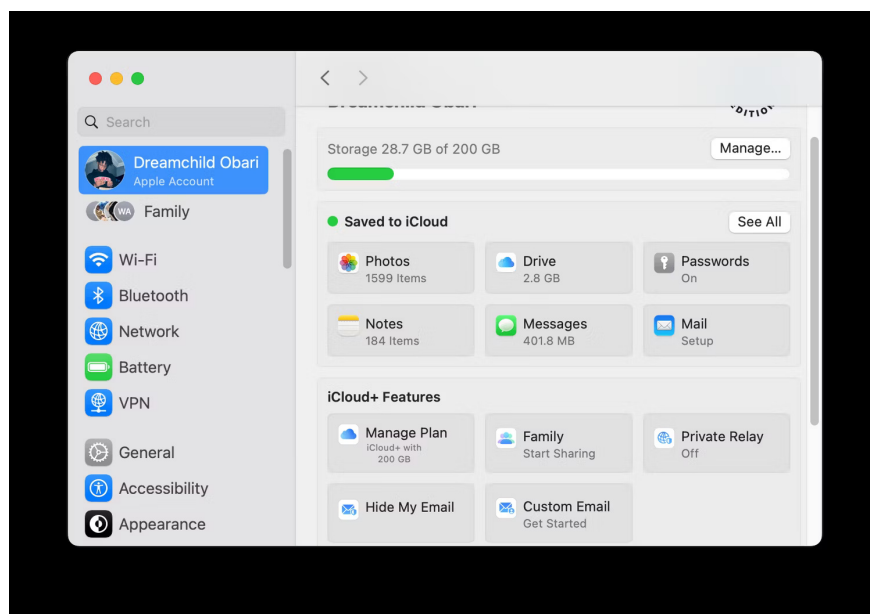 Search
Dreamchild Obari
Apple Account
WA
Family
Wi-Fi
Bluetooth
Network
Battery
VPN
General
Accessibility
Appearance
Dreamchild Obari
DITIO
Storage 28.7 GB of 200 GB
Manage...
Saved to iCloud
See All
Photos
1599 Items
Drive
2.8 GB
Passwords
On
Notes
184 Items
Messages
401.8 MB
Mail
Setup
iCloud+ Features
Manage Plan
iCloud+ with
200 GB
Family
Start Sharing
Private Relay
Off
Hide My Email
Custom Email
Get Started